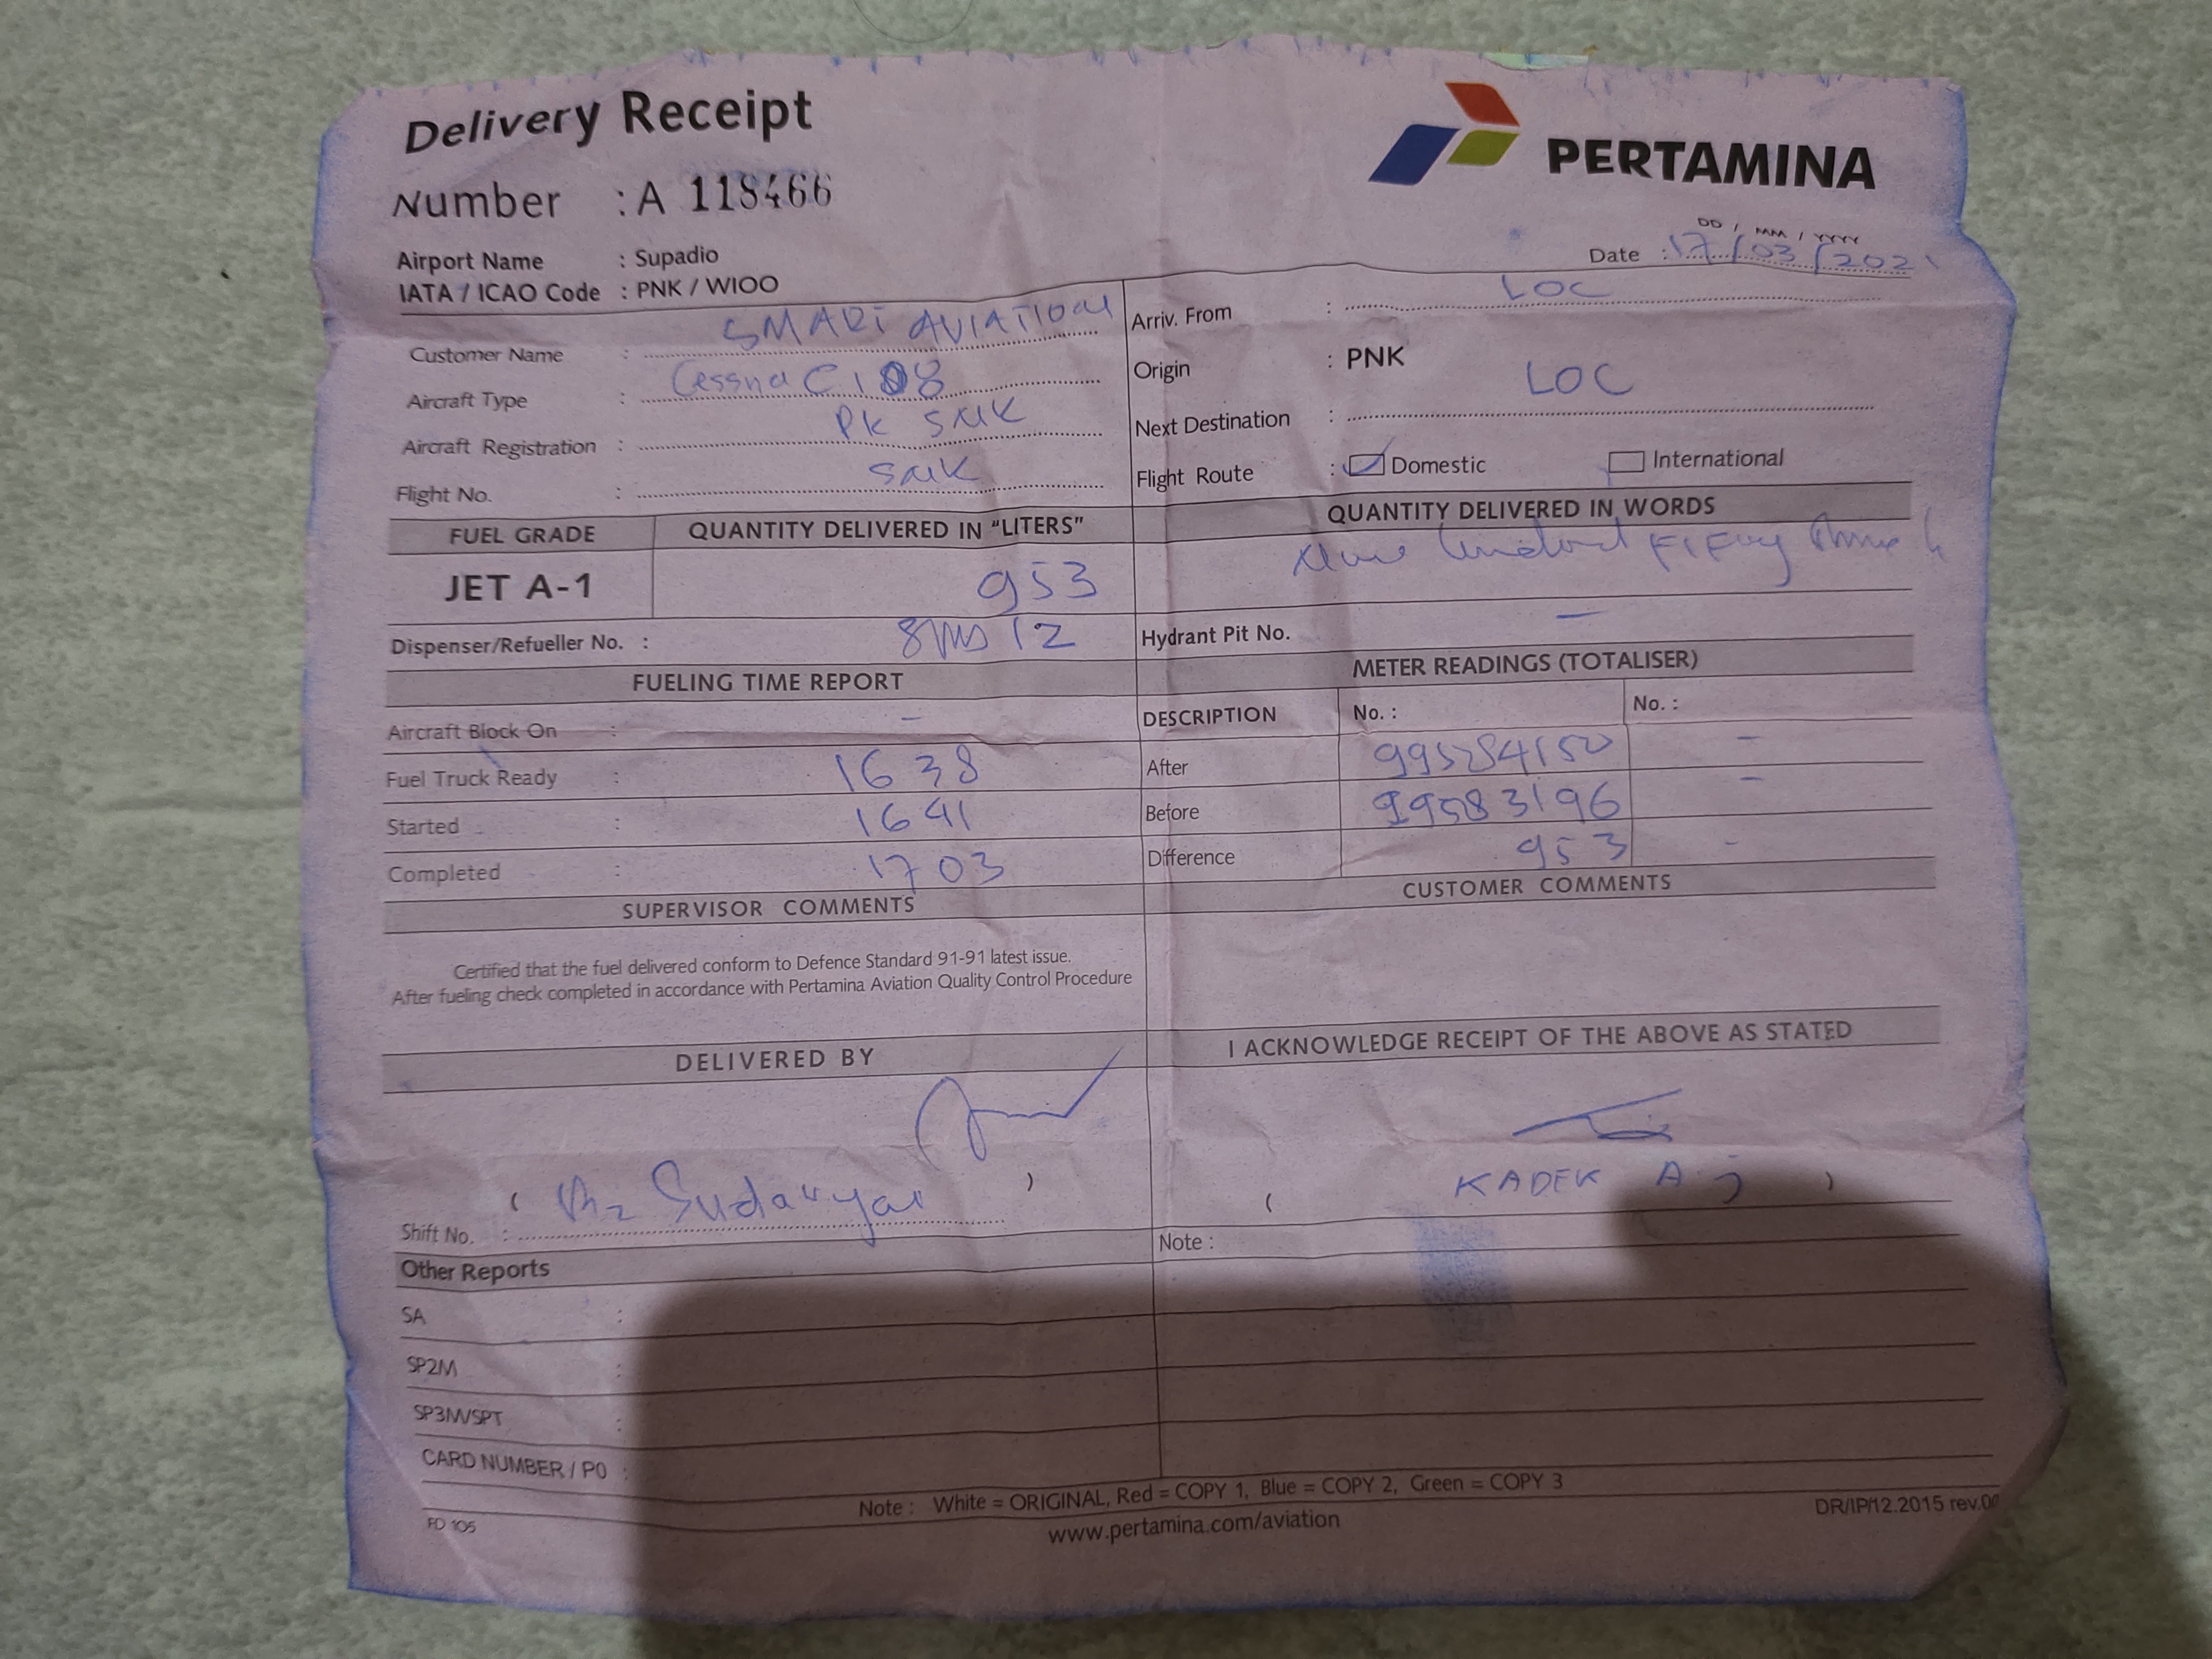 Delivery Receipt
PERTAMINA
Number : A 118466
DD / MM / YYYY
Date : 17/03/2021
Airport Name : Supadio
IATA / ICAO Code : PNK / WIOO
Customer Name : SMART AVIATION
Arriv. From : LOC
Aircraft Type : Cessna C
Origin : PNK
Aircraft Registration : PK
Next Destination : LOC
Flight No. :
Flight Route : Domestic International
FUEL GRADE QUANTITY DELIVERED IN "LITERS" QUANTITY DELIVERED IN WORDS
JET A-1 953
Dispenser/Refueller No. : 12
Hydrant Pit No. –
FUELING TIME REPORT METER READINGS (TOTALISER)
Aircraft Block On : –
DESCRIPTION No. : No. :
Fuel Truck Ready : 1638
After –
Started : 1641
Before 99583196 –
Completed : 1703
Difference 953 -
SUPERVISOR COMMENTS CUSTOMER COMMENTS
Certified that the fuel delivered conform to Defence Standard 91-91 latest issue.
After fueling check completed in accordance with Pertamina Aviation Quality Control Procedure
DELIVERED BY I ACKNOWLEDGE RECEIPT OF THE ABOVE AS STATED
( )
( KADEK A )
Shift No. :
Note :
Other Reports
SA :
SP2M :
SP3M/SPT :
CARD NUMBER / PO :
Note : White = ORIGINAL, Red = COPY 1, Blue = COPY 2, Green = COPY 3
FD 105
www.pertamina.com/aviation
DR/IP/12.2015 rev.00